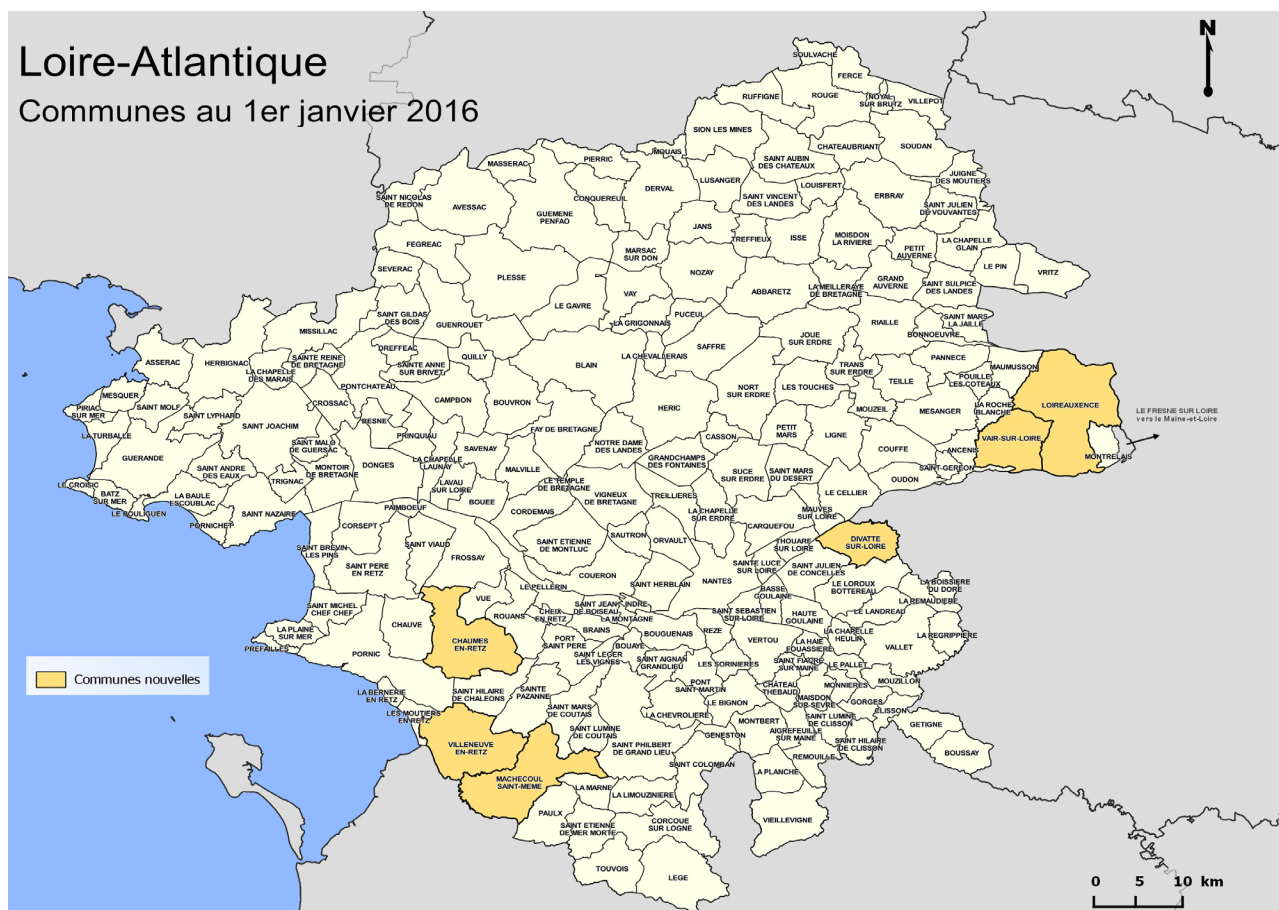 Loire-Atlantique
Communes au 1er janvier 2016
N
SOULVACHE
FERCE
RUFFIGNE
ROUGE
NOYAL
SUR BRUTZ
VILLEPOT
SION LES MINES
MOUAIS
CHATEAUBRIANT
SOUDAN
MASSERAC
PIERRIC
SAINT AUBIN
DES CHATEAUX
JUIGNE
DES MOUTIERS
SAINT NICOLAS
DE REDON
AVESSAC
CONQUEREUIL
DERVAL
LUSANGER
LOUISFERT
ERBRAY
SAINT VINCENT
DES LANDES
SAINT JULIEN
DE VOUVANTES
GUEMENE
PENFAO
JANS
TREFFIEUX
ISSE
MOISDON
LA RIVIERE
FEGREAC
MARSAC
SUR DON
PETIT
AUVERNE
LA CHAPELLE
GLAIN
SEVERAC
PLESSE
NOZAY
LE PIN
VRITZ
LE GAVRE
VAY
ABBARETZ
LA MEILLERAYE
DE BRETAGNE
GRAND
AUVERNE
SAINT SULPICE
DES LANDES
SAINT GILDAS
DES BOIS
GUENROUET
LA GRIGONNAIS
PUCEUL
RIAILLE
SAINT MARS
LA JAILLE
MISSILLAC
BONNOEUVRE
DREFFEAC
SAFFRE
JOUE
SUR ERDRE
ASSERAC
HERBIGNAC
SAINTE REINE
DE BRETAGNE
QUILLY
LA CHEVALLERAIS
PANNECE
MAUMUSSON
LA CHAPELLE
DES MARAIS
SAINTE ANNE
SUR BRIVET
BLAIN
TRANS
SUR ERDRE
POUILLE
LES COTEAUX
PONTCHATEAU
NORT
SUR ERDRE
LES TOUCHES
TEILLE
MESQUER
CAMPBON
BOUVRON
HERIC
MOUZEIL
MESANGER
LA ROCHE
BLANCHE
LOIREAUXENCE
PIRIAC
SUR MER
SAINT MOLF
SAINT LYPHARD
CROSSAC
BESNE
LE FRESNE SUR LOIRE
vers le Maine-et-Loire
LA TURBALLE
SAINT JOACHIM
PRINQUIAU
FAY DE BRETAGNE
CASSON
PETIT
MARS
LIGNE
VAIR-SUR-LOIRE
SAINT MALO
DE GUERSAC
SAVENAY
NOTRE DAME
DES LANDES
COUFFE
ANCENIS
MONTRELAIS
GUERANDE
LA CHAPELLE
LAUNAY
GRANDCHAMPS
DES FONTAINES
SAINT ANDRE
DES EAUX
MONTOIR
DE BRETAGNE
DONGES
MALVILLE
SUCE
SUR ERDRE
SAINT MARS
DU DESERT
SAINT-GEREON
OUDON
LE CROISIC
TRIGNAC
LAVAU
SUR LOIRE
LE TEMPLE
DE BRETAGNE
BATZ
SUR MER
LA BAULE
ESCOUBLAC
BOUEE
VIGNEUX
DE BRETAGNE
TREILLIERES
LE CELLIER
LE POULIGUEN
SAINT NAZAIRE
PAIMBOEUF
CORDEMAIS
LA CHAPELLE
SUR ERDRE
MAUVES
SUR LOIRE
PORNICHET
CORSEPT
CARQUEFOU
SAUTRON
ORVAULT
THOUARE
SUR LOIRE
DIVATTE
SUR-LOIRE
SAINT BREVIN
LES PINS
SAINT VIAUD
FROSSAY
SAINT ETIENNE
DE MONTLUC
SAINT PERE
EN RETZ
SAINTE LUCE
SUR LOIRE
SAINT JULIEN
DE CONCELLES
COUERON
SAINT HERBLAIN
NANTES
LE PELLERIN
BASSE
GOULAINE
LE LOROUX
BOTTEREAU
LA BOISSIERE
DU DORE
VUE
LA REMAUDIERE
SAINT MICHEL
CHEF CHEF
CHEIX
EN RETZ
SAINT JEAN
DE BOISEAU
INDRE
LA MONTAGNE
SAINT SEBASTIEN
SUR-LOIRE
HAUTE
GOULAINE
LE LANDREAU
ROUANS
CHAUVE
LA PLAINE
SUR MER
BRAINS
BOUGUENAIS
REZE
LA CHAPELLE
HEULIN
LA REGRIPPIERE
CHAUMES
EN-RETZ
PORT
SAINT PERE
BOUAYE
VERTOU
LA HAIE
FOUASSIERE
VALLET
PREFAILLES
PORNIC
SAINT LEGER
LES VIGNES
SAINT AIGNAN
GRANDLIEU
LES SORINIERES
SAINT FIACRE
SUR MAINE
LE PALLET
Communes nouvelles
LA BERNERIE
EN RETZ
SAINT HILAIRE
DE CHALEONS
SAINTE
PAZANNE
PONT
SAINT MARTIN
CHATEAU
THEBAUD
MONNIERES
MOUZILLON
LES MOUTIERS
EN RETZ
SAINT MARS
DE COUTAIS
LE BIGNON
MAISDON
SUR-SEVRE
GORGES
CLISSON
LA CHEVROLIERE
MONTBERT
SAINT LUMINE
DE CLISSON
GETIGNE
SAINT LUMINE
DE COUTAIS
GENESTON
AIGREFEUILLE
SUR MAINE
VILLENEUVE
EN-RETZ
SAINT PHILBERT
DE GRAND LIEU
SAINT HILAIRE
DE CLISSON
BOUSSAY
REMOUILLE
SAINT COLOMBAN
LA PLANCHE
MACHECOUL
SAINT-MEME
LA MARNE
LA LIMOUZINIERE
PAULX
VIEILLEVIGNE
SAINT ETIENNE
DE MER MORTE
CORCOUE
SUR LOGNE
TOUVOIS
LEGE
0 5 10 km